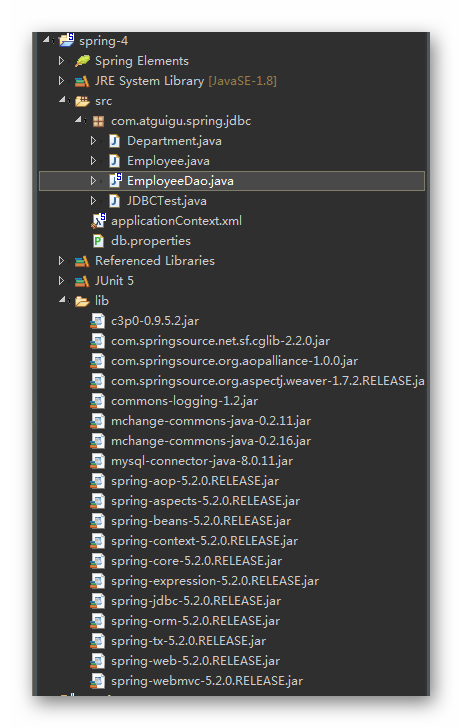 spring-4
Spring Elements
JRE System Library [JavaSE-1.8]
src
com.atguigu.spring.jdbc
Department.java
Employee.java
EmployeeDao.java
JDBCTest.java
applicationContext.xml
db.properties
Referenced Libraries
JUnit 5
lib
c3p0-0.9.5.2.jar
com.springsource.net.sf.cglib-2.2.0.jar
com.springsource.org.aopalliance-1.0.0.jar
com.springsource.org.aspectj.weaver-1.7.2.RELEASE.ja
commons-logging-1.2.jar
mchange-commons-java-0.2.11.jar
mchange-commons-java-0.2.16.jar
mysql-connector-java-8.0.11.jar
spring-aop-5.2.0.RELEASE.jar
spring-aspects-5.2.0.RELEASE.jar
spring-beans-5.2.0.RELEASE.jar
spring-context-5.2.0.RELEASE.jar
spring-core-5.2.0.RELEASE.jar
spring-expression-5.2.0.RELEASE.jar
spring-jdbc-5.2.0.RELEASE.jar
spring-orm-5.2.0.RELEASE.jar
spring-tx-5.2.0.RELEASE.jar
spring-web-5.2.0.RELEASE.jar
spring-webmvc-5.2.0.RELEASE.jar